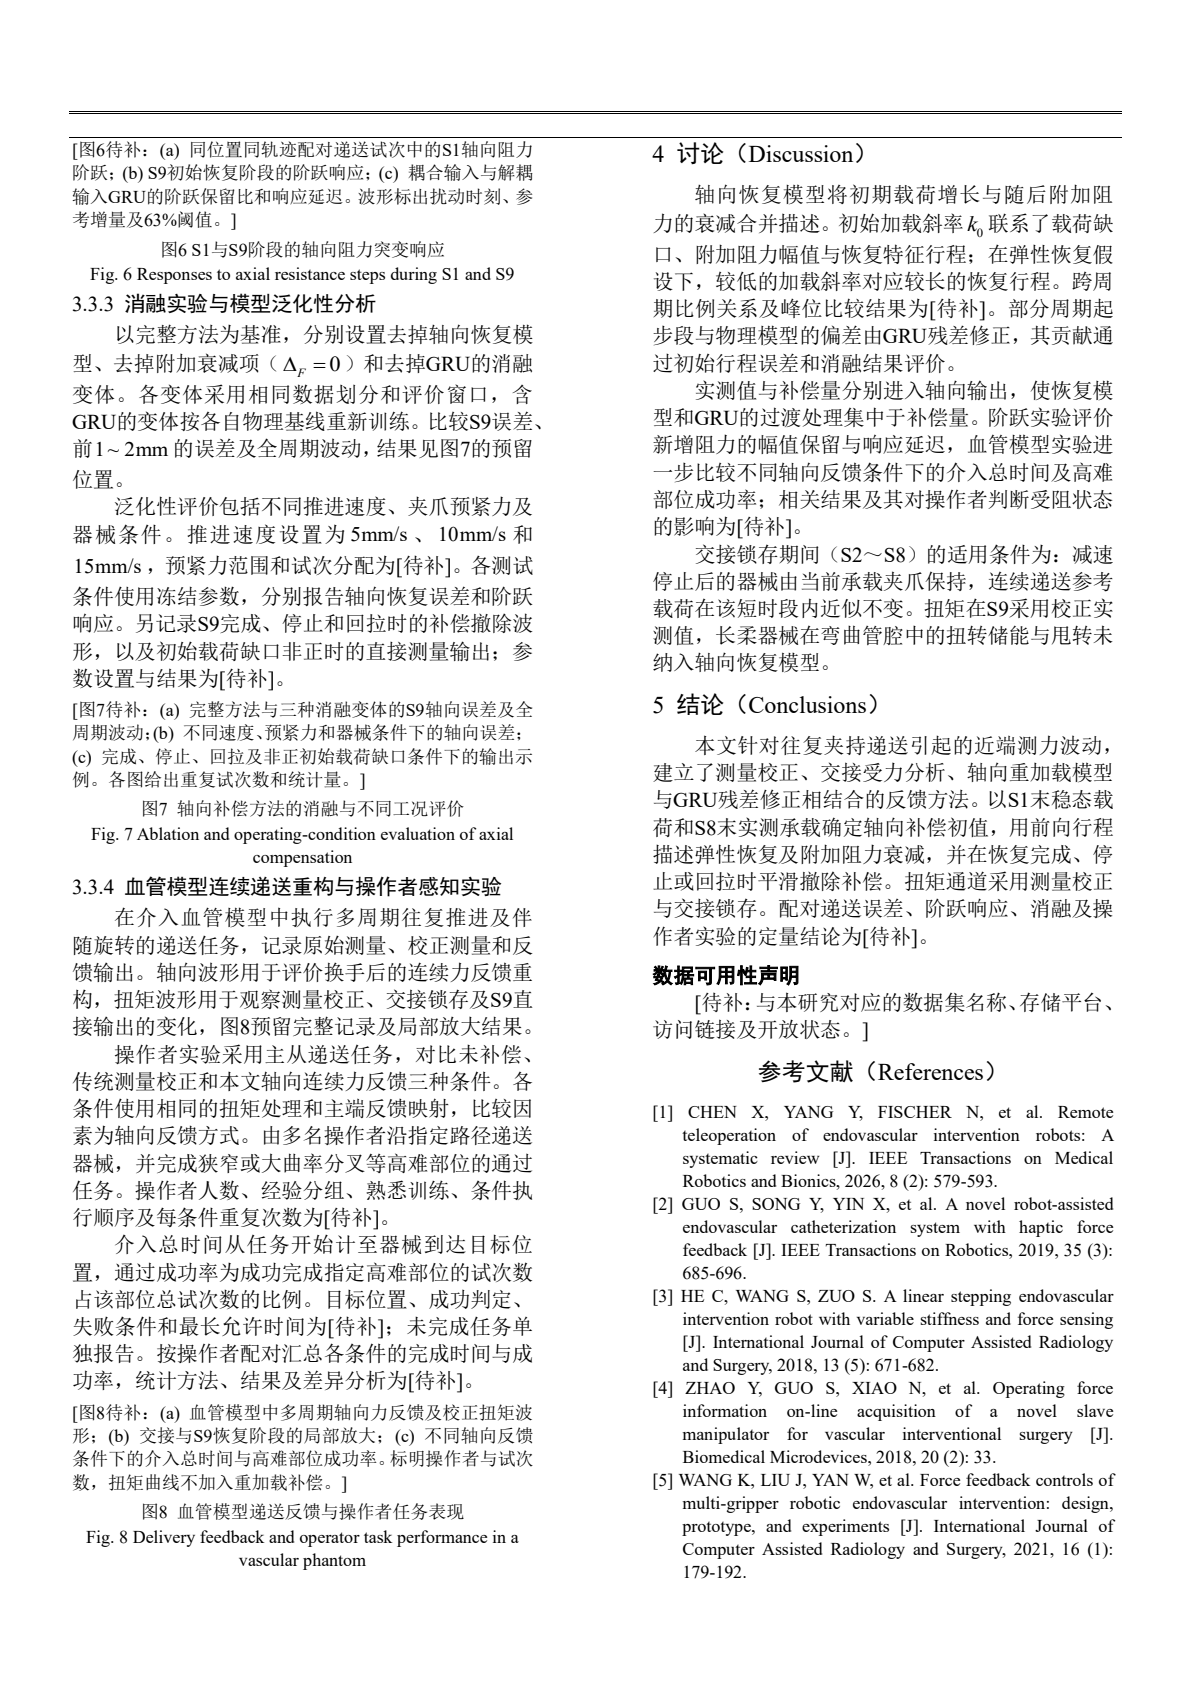 [图6待补：(a) 同位置同轨迹配对递送试次中的S1轴向阻力
阶跃；(b) S9初始恢复阶段的阶跃响应；(c) 耦合输入与解耦
输入GRU的阶跃保留比和响应延迟。波形标出扰动时刻、参
考增量及63%阈值。]
图6 S1与S9阶段的轴向阻力突变响应
Fig. 6 Responses to axial resistance steps during S1 and S9
3.3.3 消融实验与模型泛化性分析
以完整方法为基准，分别设置去掉轴向恢复模
型、去掉附加衰减项（Δ_F =0）和去掉GRU的消融
变体。各变体采用相同数据划分和评价窗口，含
GRU的变体按各自物理基线重新训练。比较S9误差、
前1~2mm 的误差及全周期波动，结果见图7的预留
位置。
泛化性评价包括不同推进速度、夹爪预紧力及
器械条件。推进速度设置为5mm/s、10mm/s 和
15mm/s，预紧力范围和试次分配为[待补]。各测试
条件使用冻结参数，分别报告轴向恢复误差和阶跃
响应。另记录S9完成、停止和回拉时的补偿撤除波
形，以及初始载荷缺口非正时的直接测量输出；参
数设置与结果为[待补]。
[图7待补：(a) 完整方法与三种消融变体的S9轴向误差及全
周期波动；(b) 不同速度、预紧力和器械条件下的轴向误差；
(c) 完成、停止、回拉及非正初始载荷缺口条件下的输出示
例。各图给出重复试次数和统计量。]
图7 轴向补偿方法的消融与不同工况评价
Fig. 7 Ablation and operating-condition evaluation of axial
compensation
3.3.4 血管模型连续递送重构与操作者感知实验
在介入血管模型中执行多周期往复推进及伴
随旋转的递送任务，记录原始测量、校正测量和反
馈输出。轴向波形用于评价换手后的连续力反馈重
构，扭矩波形用于观察测量校正、交接锁存及S9直
接输出的变化，图8预留完整记录及局部放大结果。
操作者实验采用主从递送任务，对比未补偿、
传统测量校正和本文轴向连续力反馈三种条件。各
条件使用相同的扭矩处理和主端反馈映射，比较因
素为轴向反馈方式。由多名操作者沿指定路径递送
器械，并完成狭窄或大曲率分叉等高难部位的通过
任务。操作者人数、经验分组、熟悉训练、条件执
行顺序及每条件重复次数为[待补]。
介入总时间从任务开始计至器械到达目标位
置，通过成功率为成功完成指定高难部位的试次数
占该部位总试次数的比例。目标位置、成功判定、
失败条件和最长允许时间为[待补]；未完成任务单
独报告。按操作者配对汇总各条件的完成时间与成
功率，统计方法、结果及差异分析为[待补]。
[图8待补：(a) 血管模型中多周期轴向力反馈及校正扭矩波
形；(b) 交接与S9恢复阶段的局部放大；(c) 不同轴向反馈
条件下的介入总时间与高难部位成功率。标明操作者与试次
数，扭矩曲线不加入重加载补偿。]
图8 血管模型递送反馈与操作者任务表现
Fig. 8 Delivery feedback and operator task performance in a
vascular phantom
4 讨论（Discussion）
轴向恢复模型将初期载荷增长与随后附加阻
力的衰减合并描述。初始加载斜率k₀联系了载荷缺
口、附加阻力幅值与恢复特征行程；在弹性恢复假
设下，较低的加载斜率对应较长的恢复行程。跨周
期比例关系及峰位比较结果为[待补]。部分周期起
步段与物理模型的偏差由GRU残差修正，其贡献通
过初始行程误差和消融结果评价。
实测值与补偿量分别进入轴向输出，使恢复模
型和GRU的过渡处理集中于补偿量。阶跃实验评价
新增阻力的幅值保留与响应延迟，血管模型实验进
一步比较不同轴向反馈条件下的介入总时间及高难
部位成功率；相关结果及其对操作者判断受阻状态
的影响为[待补]。
交接锁存期间（S2～S8）的适用条件为：减速
停止后的器械由当前承载夹爪保持，连续递送参考
载荷在该短时段内近似不变。扭矩在S9采用校正实
测值，长柔器械在弯曲管腔中的扭转储能与甩转未
纳入轴向恢复模型。
5 结论（Conclusions）
本文针对往复夹持递送引起的近端测力波动，
建立了测量校正、交接受力分析、轴向重加载模型
与GRU残差修正相结合的反馈方法。以S1末稳态载
荷和S8末实测承载确定轴向补偿初值，用前向行程
描述弹性恢复及附加阻力衰减，并在恢复完成、停
止或回拉时平滑撤除补偿。扭矩通道采用测量校正
与交接锁存。配对递送误差、阶跃响应、消融及操
作者实验的定量结论为[待补]。
数据可用性声明
[待补：与本研究对应的数据集名称、存储平台、
访问链接及开放状态。]
参考文献（References）
[1] CHEN X, YANG Y, FISCHER N, et al. Remote
teleoperation of endovascular intervention robots: A
systematic review [J]. IEEE Transactions on Medical
Robotics and Bionics, 2026, 8 (2): 579-593.
[2] GUO S, SONG Y, YIN X, et al. A novel robot-assisted
endovascular catheterization system with haptic force
feedback [J]. IEEE Transactions on Robotics, 2019, 35 (3):
685-696.
[3] HE C, WANG S, ZUO S. A linear stepping endovascular
intervention robot with variable stiffness and force sensing
[J]. International Journal of Computer Assisted Radiology
and Surgery, 2018, 13 (5): 671-682.
[4] ZHAO Y, GUO S, XIAO N, et al. Operating force
information on-line acquisition of a novel slave
manipulator for vascular interventional surgery [J].
Biomedical Microdevices, 2018, 20 (2): 33.
[5] WANG K, LIU J, YAN W, et al. Force feedback controls of
multi-gripper robotic endovascular intervention: design,
prototype, and experiments [J]. International Journal of
Computer Assisted Radiology and Surgery, 2021, 16 (1):
179-192.